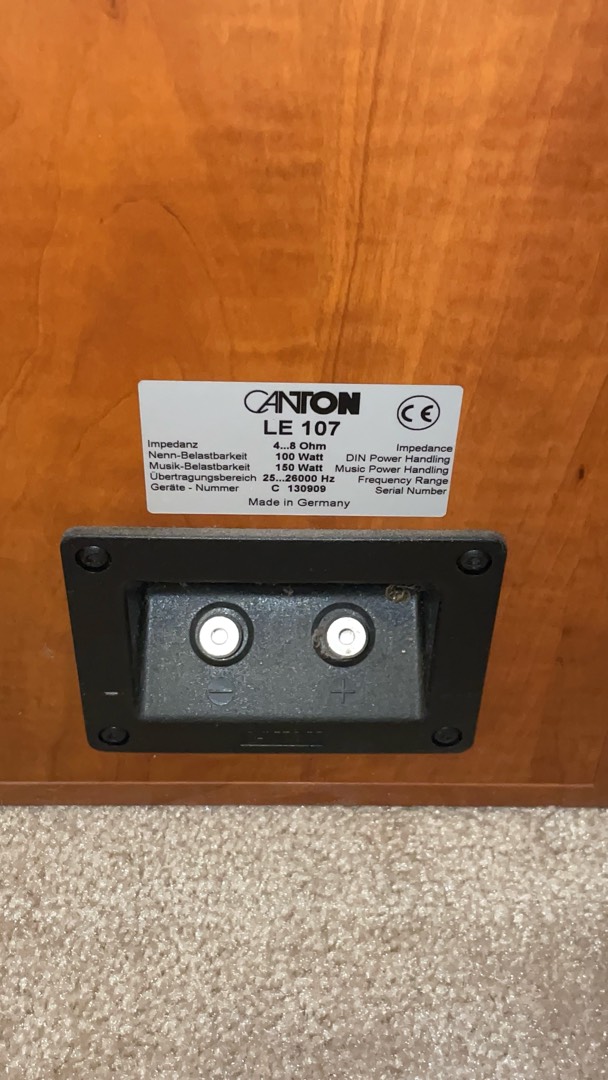 CANTON
CE
LE 107
Impedanz 4...8 Ohm Impedance
Nenn-Belastbarkeit 100 Watt DIN Power Handling
Musik-Belastbarkeit 150 Watt Music Power Handling
Übertragungsbereich 25...26000 Hz Frequency Range
Geräte - Nummer C 130909 Serial Number
Made in Germany
- +